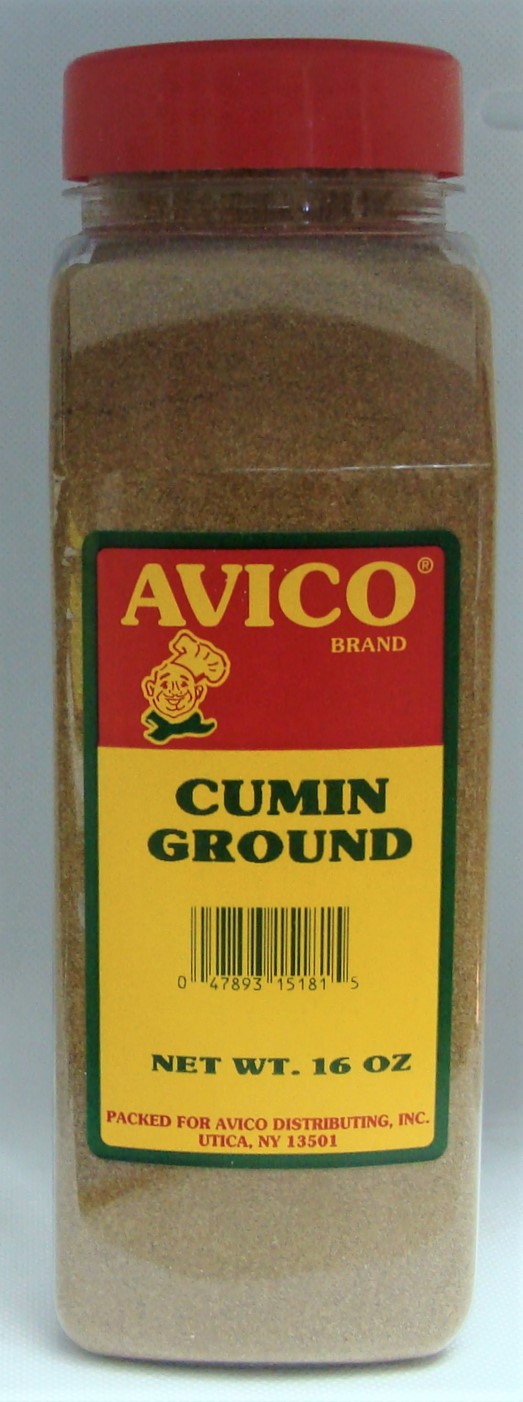 AVICO®
BRAND
CUMIN
GROUND
0 47893 15181 5
NET WT. 16 OZ
PACKED FOR AVICO DISTRIBUTING, INC.
UTICA, NY 13501